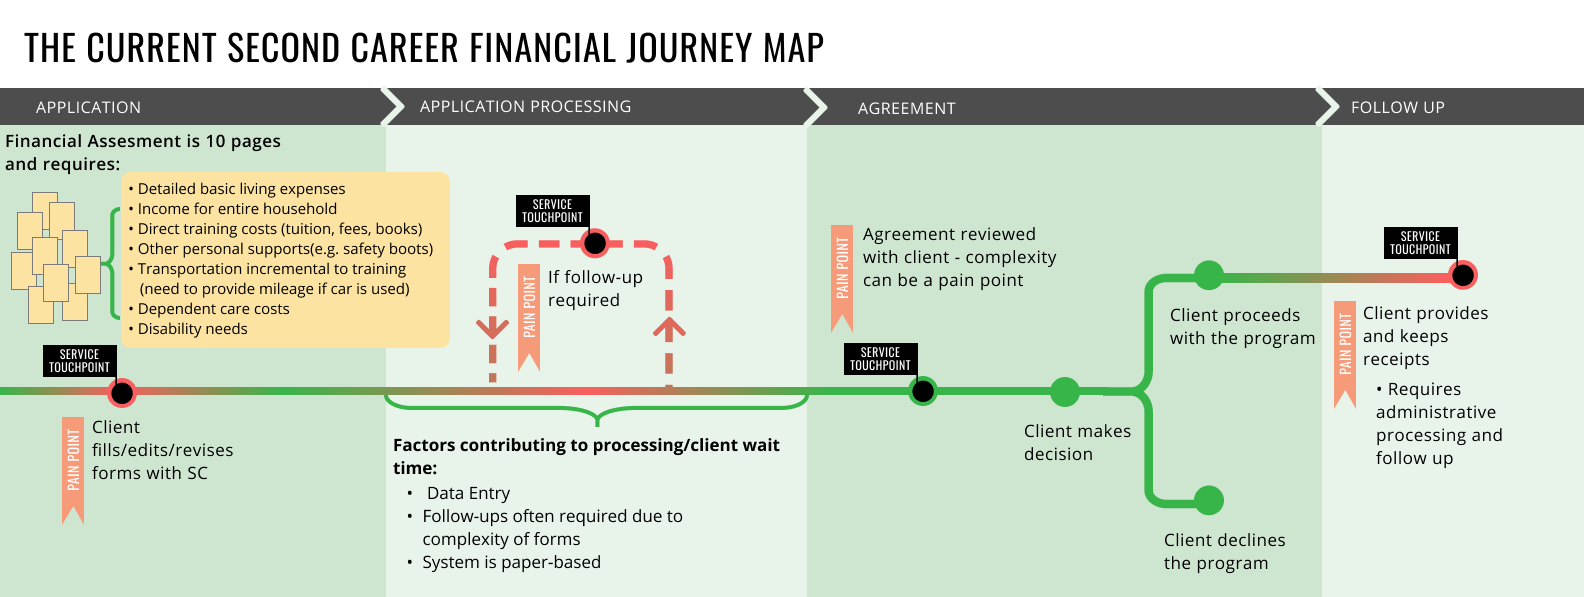 THE CURRENT SECOND CAREER FINANCIAL JOURNEY MAP
APPLICATION
APPLICATION PROCESSING
AGREEMENT
FOLLOW UP
Financial Assesment is 10 pages
and requires:
• Detailed basic living expenses
• Income for entire household
• Direct training costs (tuition, fees, books)
• Other personal supports(e.g. safety boots)
• Transportation incremental to training
(need to provide mileage if car is used)
• Dependent care costs
• Disability needs
SERVICE
TOUCHPOINT
PAIN POINT
Client
fills/edits/revises
forms with SC
SERVICE
TOUCHPOINT
PAIN POINT
If follow-up
required
Factors contributing to processing/client wait
time:
• Data Entry
• Follow-ups often required due to
complexity of forms
• System is paper-based
PAIN POINT
Agreement reviewed
with client - complexity
can be a pain point
SERVICE
TOUCHPOINT
Client makes
decision
Client proceeds
with the program
Client declines
the program
SERVICE
TOUCHPOINT
PAIN POINT
Client provides
and keeps
receipts
• Requires
administrative
processing and
follow up